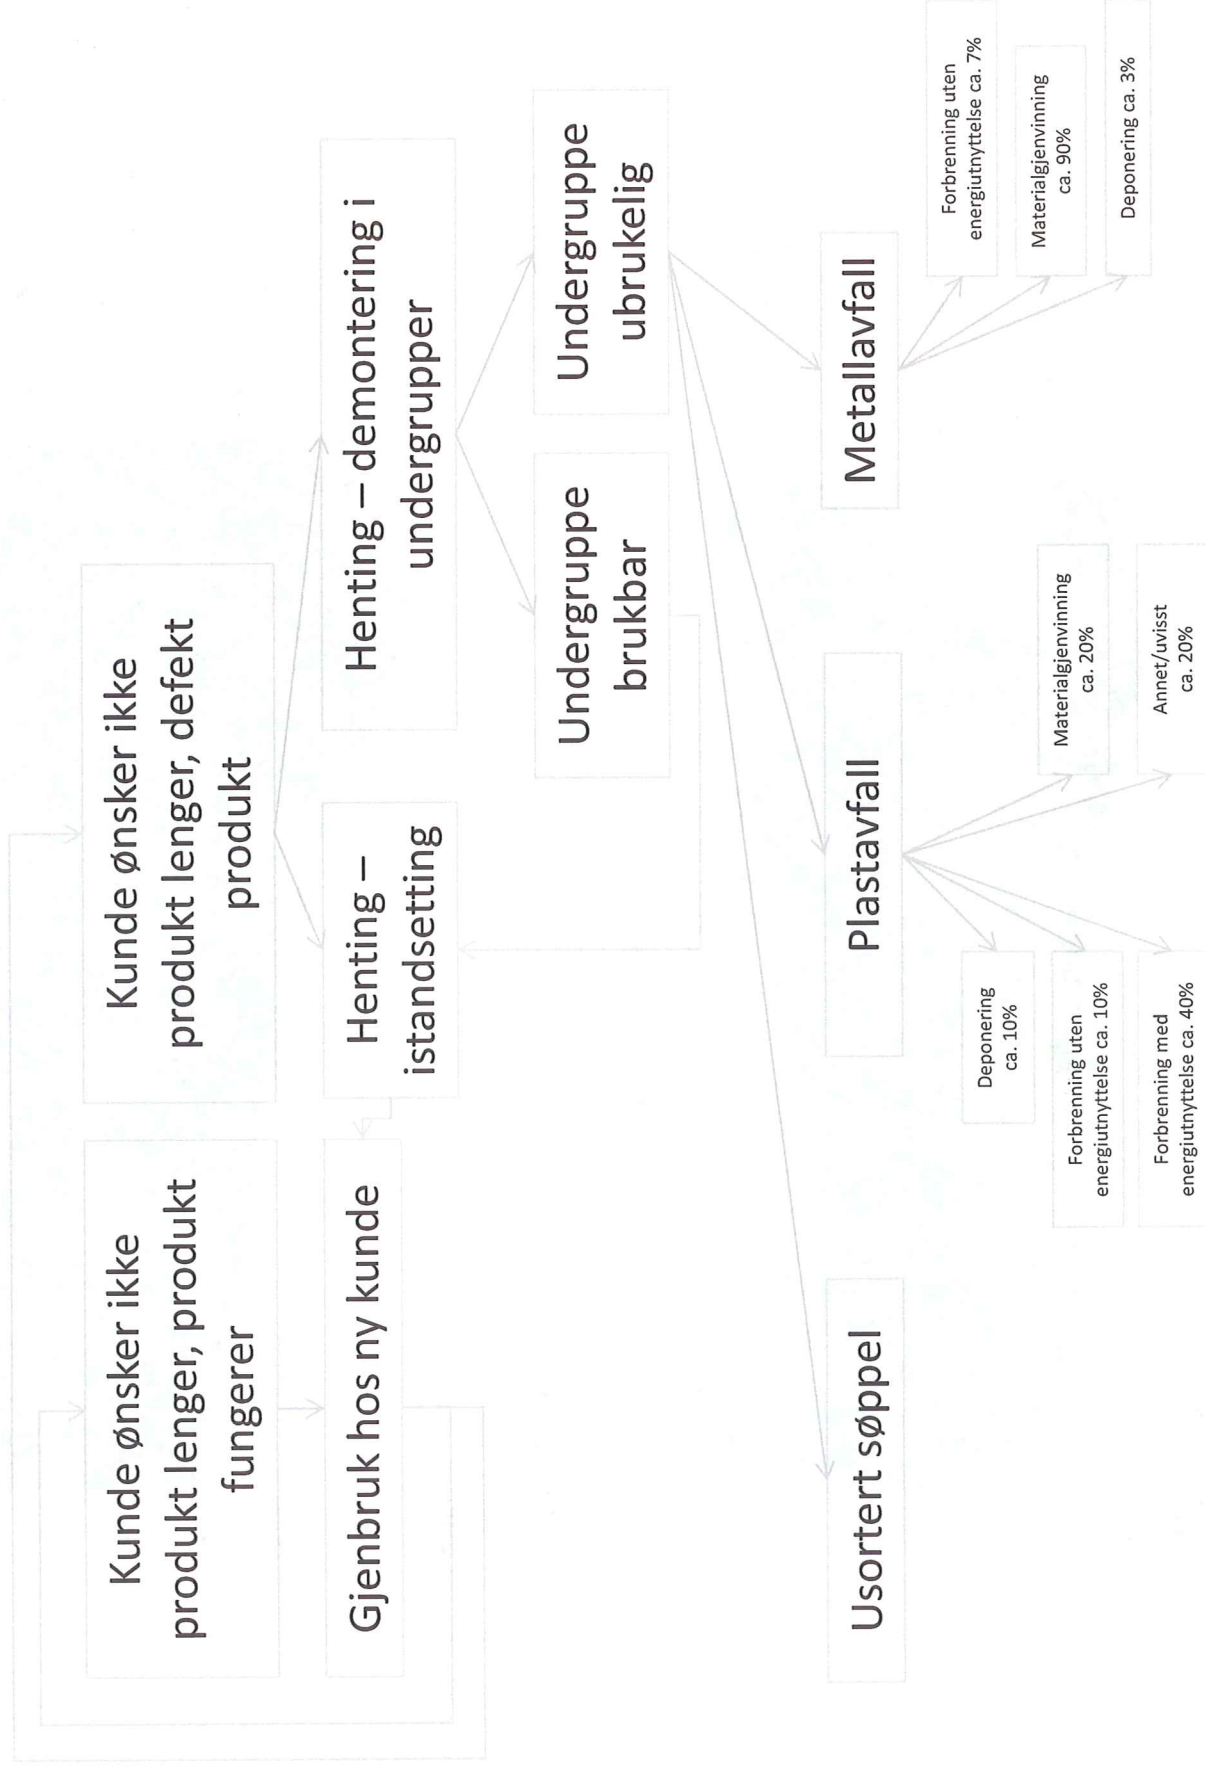 Kunde ønsker ikke
produkt lenger, produkt
fungerer
Kunde ønsker ikke
produkt lenger, defekt
produkt
Gjenbruk hos ny kunde
Henting –
istandsetting
Henting – demontering i
undergrupper
Undergruppe
brukbar
Undergruppe
ubrukelig
Usortert søppel
Plastavfall
Metallavfall
Deponering
ca. 10%
Forbrenning uten
energiutnyttelse ca. 10%
Forbrenning med
energiutnyttelse ca. 40%
Materialgjenvinning
ca. 20%
Annet/uvisst
ca. 20%
Forbrenning uten
energiutnyttelse ca. 7%
Materialgjenvinning
ca. 90%
Deponering ca. 3%